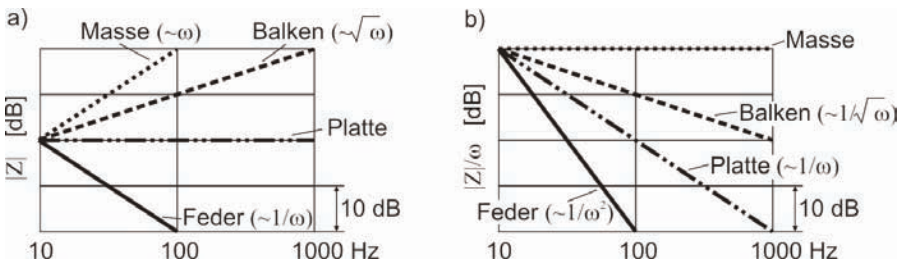 a)
Masse (~ω)
Balken (~√ω)
|Z| [dB]
Platte
Feder (~1/ω)
10 dB
10 100 1000 Hz
b)
Masse
|Z|/ω [dB]
Balken (~1/√ω)
Platte (~1/ω)
Feder (~1/ω²)
10 dB
10 100 1000 Hz